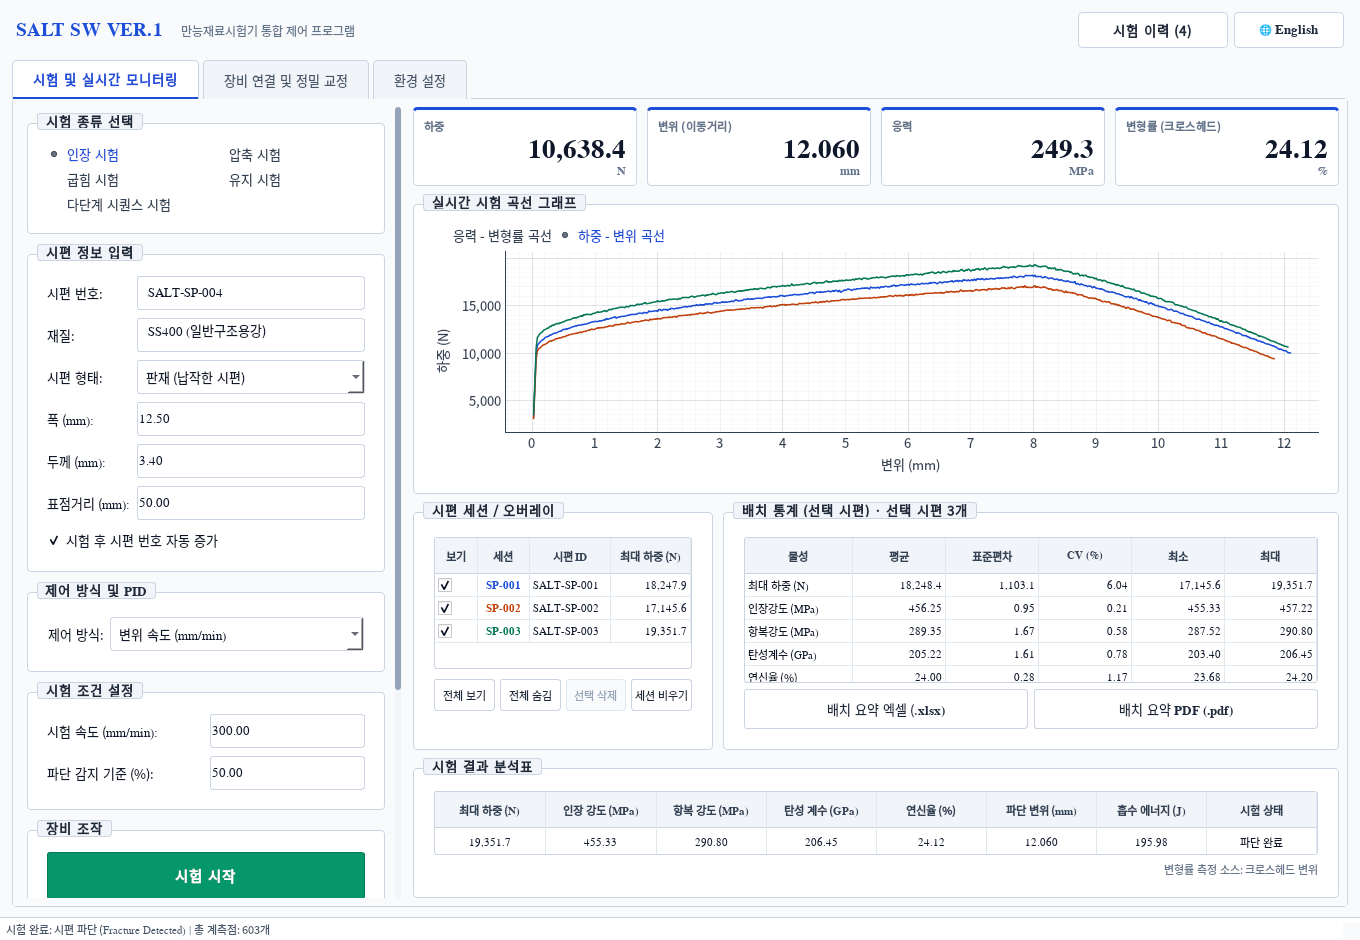 SALT SW VER.1 만능재료시험기 통합 제어 프로그램 시험 이력 (4) 🌐 English
시험 및 실시간 모니터링 장비 연결 및 정밀 교정 환경 설정
시험 종류 선택
인장 시험 압축 시험
굽힘 시험 유지 시험
다단계 시퀀스 시험
시편 정보 입력
시편 번호: SALT-SP-004
재질: SS400 (일반구조용강)
시편 형태: 판재 (납작한 시편)
폭 (mm): 12.50
두께 (mm): 3.40
표점거리 (mm): 50.00
✓ 시험 후 시편 번호 자동 증가
제어 방식 및 PID
제어 방식: 변위 속도 (mm/min)
시험 조건 설정
시험 속도 (mm/min): 300.00
파단 감지 기준 (%): 50.00
장비 조작
시험 시작
하중
10,638.4
N
변위 (이동거리)
12.060
mm
응력
249.3
MPa
변형률 (크로스헤드)
24.12
%
실시간 시험 곡선 그래프
응력 - 변형률 곡선 하중 - 변위 곡선
하중 (N)
15,000
10,000
5,000
0 1 2 3 4 5 6 7 8 9 10 11 12
변위 (mm)
시편 세션 / 오버레이
보기 세션 시편 ID 최대 하중 (N)
SP-001 SALT-SP-001 18,247.9
SP-002 SALT-SP-002 17,145.6
SP-003 SALT-SP-003 19,351.7
전체 보기 전체 숨김 선택 삭제 세션 비우기
배치 통계 (선택 시편) · 선택 시편 3개
물성 평균 표준편차 CV (%) 최소 최대
최대 하중 (N) 18,248.4 1,103.1 6.04 17,145.6 19,351.7
인장강도 (MPa) 456.25 0.95 0.21 455.33 457.22
항복강도 (MPa) 289.35 1.67 0.58 287.52 290.80
탄성계수 (GPa) 205.22 1.61 0.78 203.40 206.45
연신율 (%) 24.00 0.28 1.17 23.68 24.20
배치 요약 엑셀 (.xlsx) 배치 요약 PDF (.pdf)
시험 결과 분석표
최대 하중 (N) 인장 강도 (MPa) 항복 강도 (MPa) 탄성 계수 (GPa) 연신율 (%) 파단 변위 (mm) 흡수 에너지 (J) 시험 상태
19,351.7 455.33 290.80 206.45 24.12 12.060 195.98 파단 완료
변형률 측정 소스: 크로스헤드 변위
시험 완료: 시편 파단 (Fracture Detected) | 총 계측점: 603개